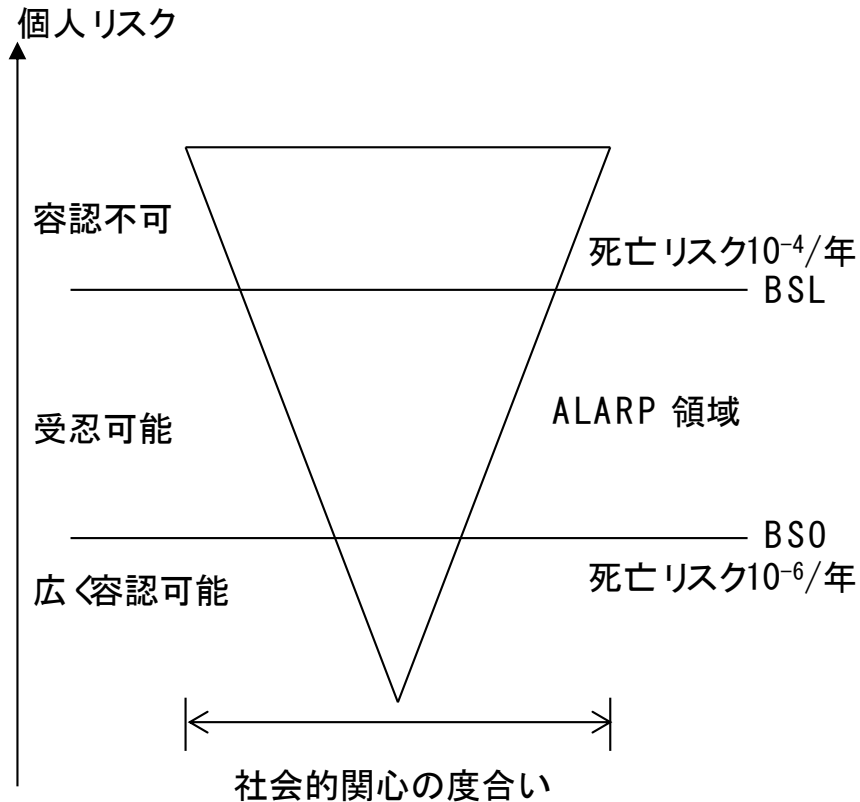 個人リスク
容認不可
死亡リスク10⁻⁴/年
BSL
受忍可能
ALARP 領域
BSO
広く容認可能
死亡リスク10⁻⁶/年
社会的関心の度合い